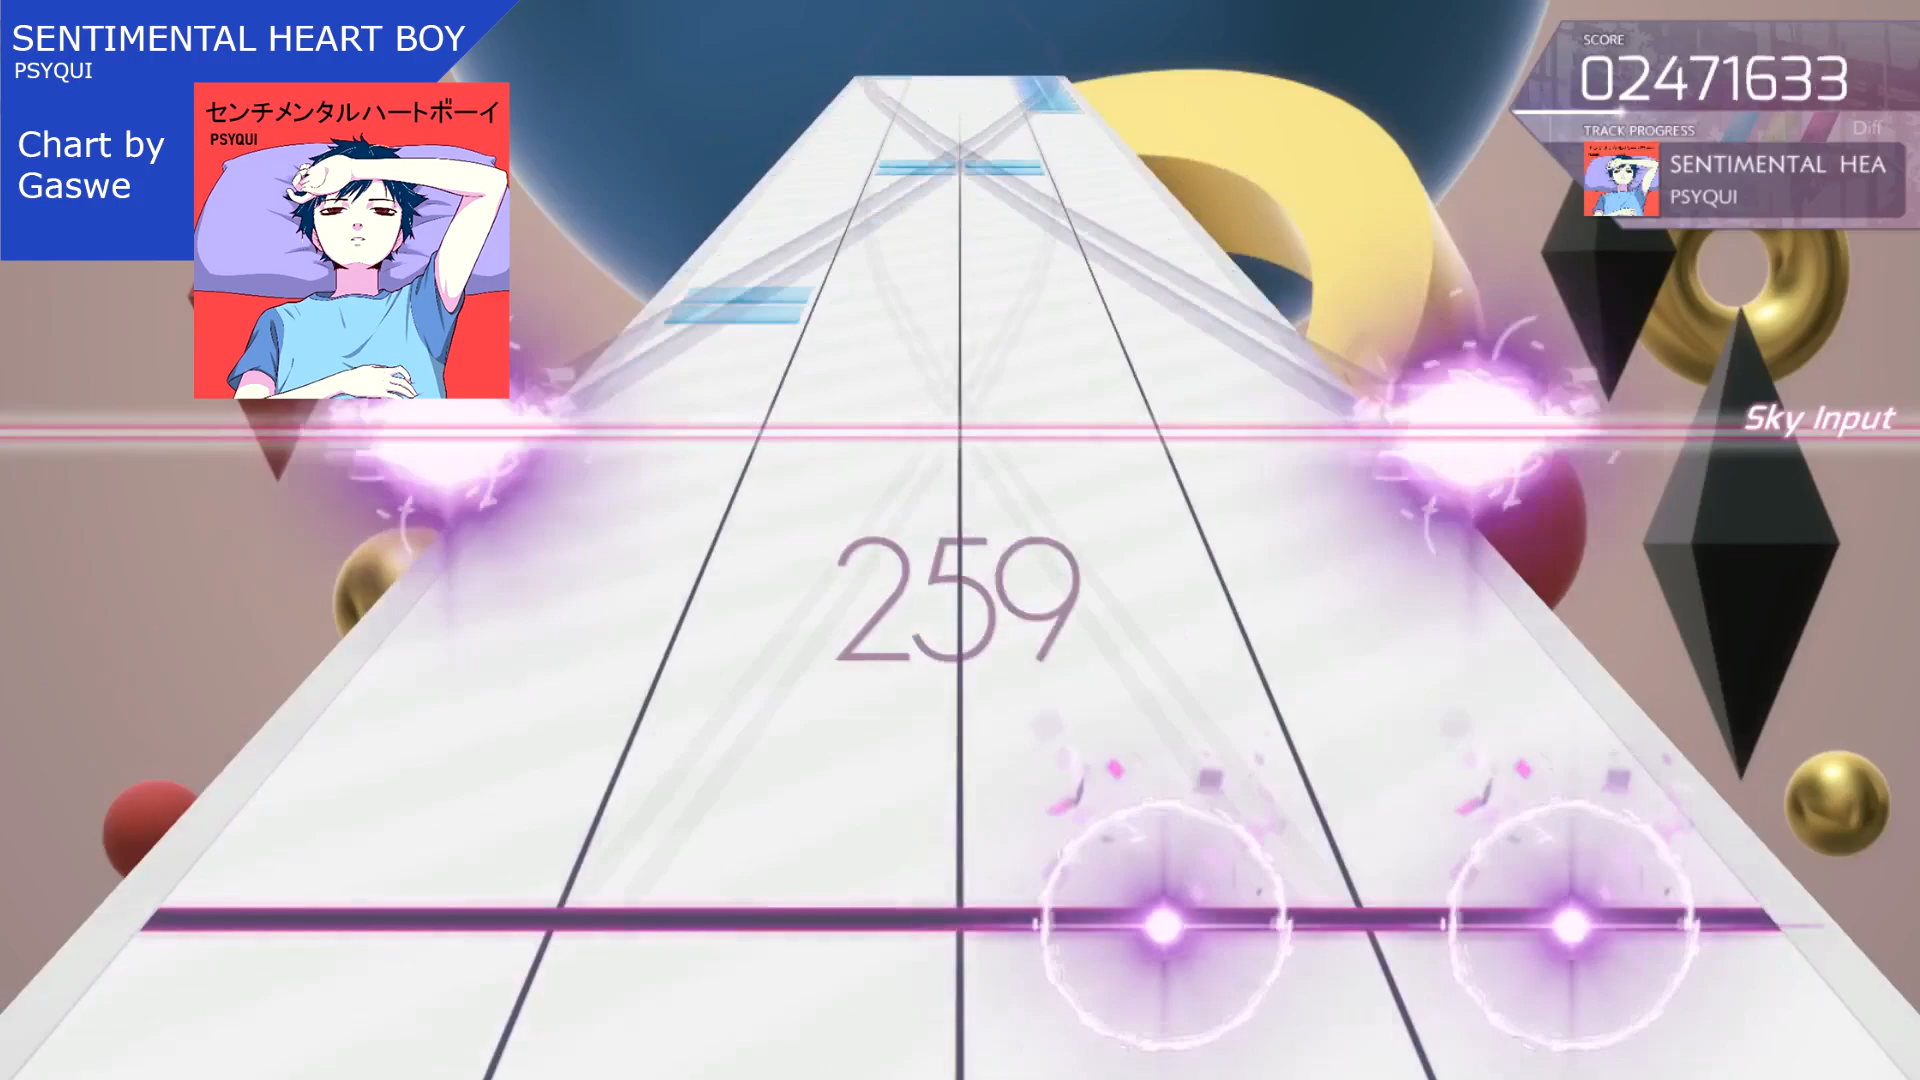 SENTIMENTAL HEART BOY
PSYQUI
Chart by
Gaswe
センチメンタルハートボーイ
PSYQUI
SCORE
02471633
TRACK PROGRESS
Diff
SENTIMENTAL HEA
PSYQUI
Sky Input
259